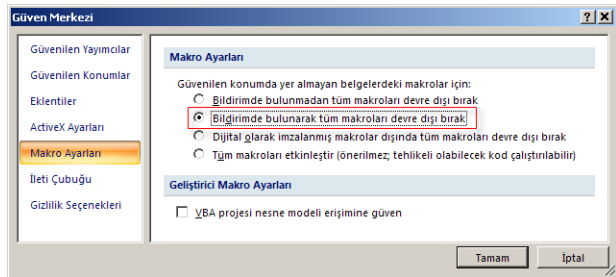 Güven Merkezi
Güvenilen Yayımcılar
Güvenilen Konumlar
Eklentiler
ActiveX Ayarları
Makro Ayarları
İleti Çubuğu
Gizlilik Seçenekleri
Makro Ayarları
Güvenilen konumda yer almayan belgelerdeki makrolar için:
Bildirimde bulunmadan tüm makroları devre dışı bırak
Bildirimde bulunarak tüm makroları devre dışı bırak
Dijital olarak imzalanmış makrolar dışında tüm makroları devre dışı bırak
Tüm makroları etkinleştir (önerilmez; tehlikeli olabilecek kod çalıştırılabilir)
Geliştirici Makro Ayarları
VBA projesi nesne modeli erişimine güven
Tamam
İptal